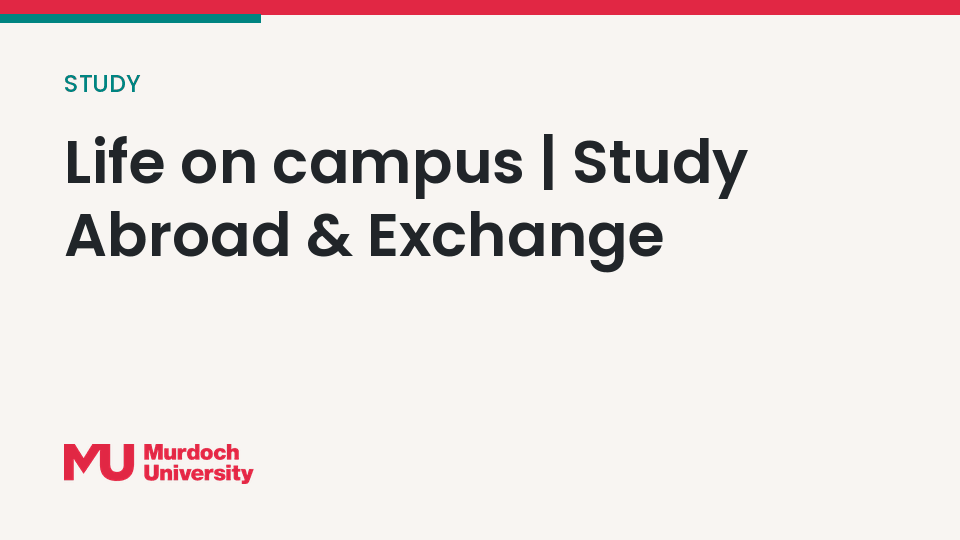 STUDY
Life on campus | Study
Abroad & Exchange
MU Murdoch
University